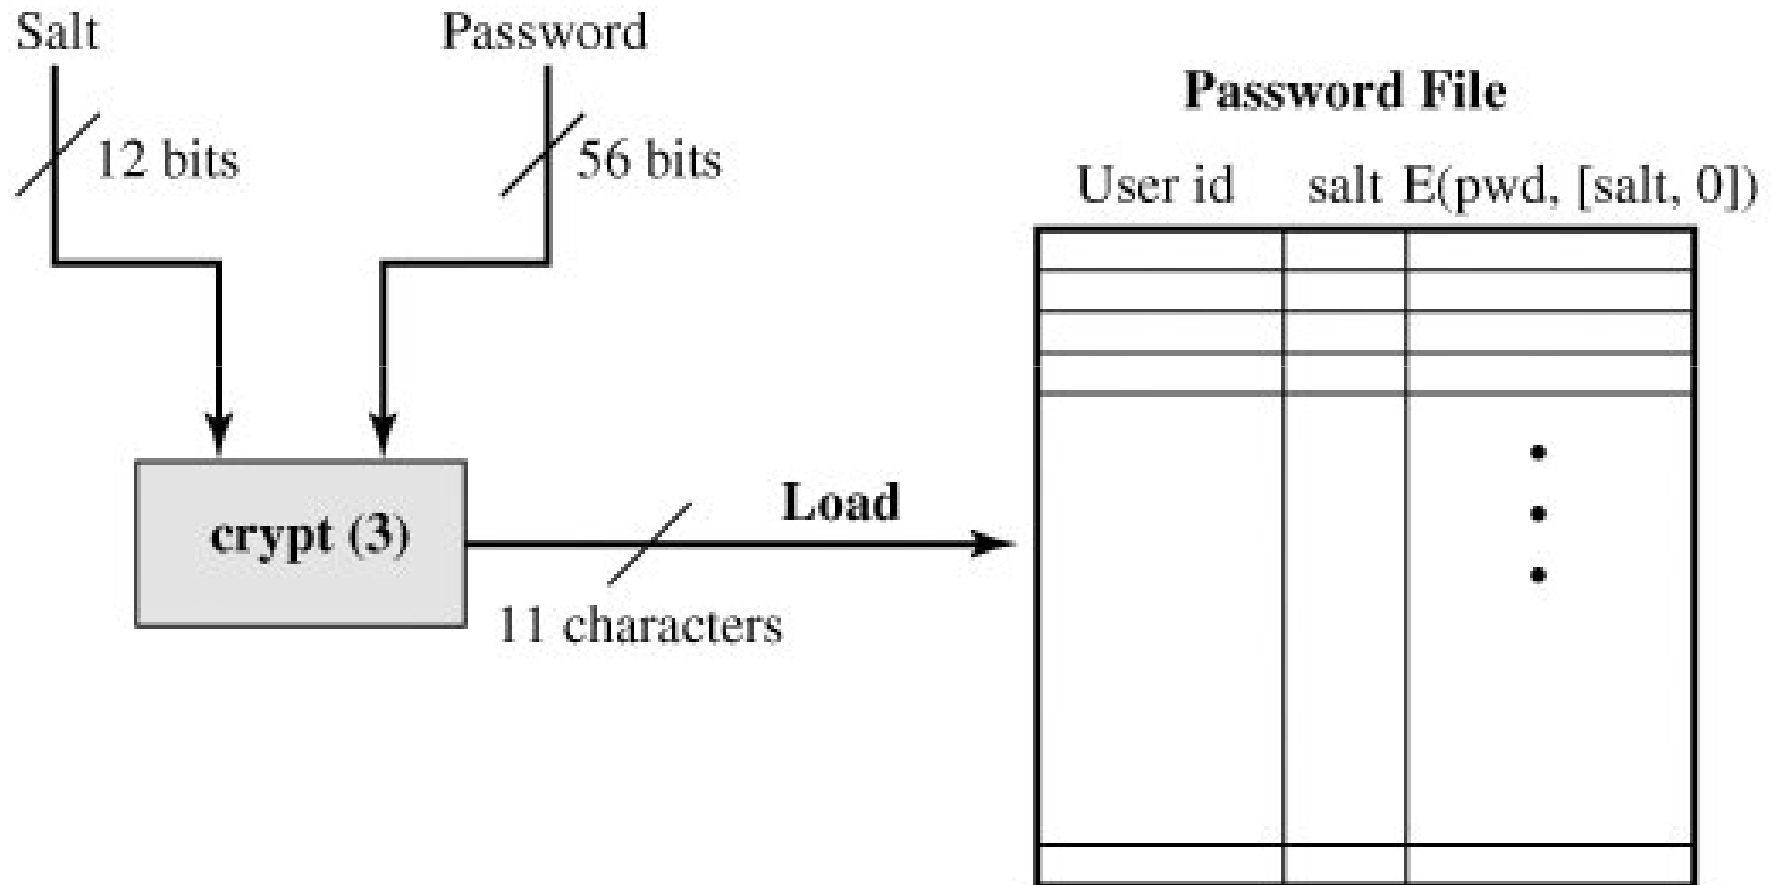 Salt
Password
12 bits
56 bits
crypt (3)
Load
11 characters
Password File
User id salt E(pwd, [salt, 0])